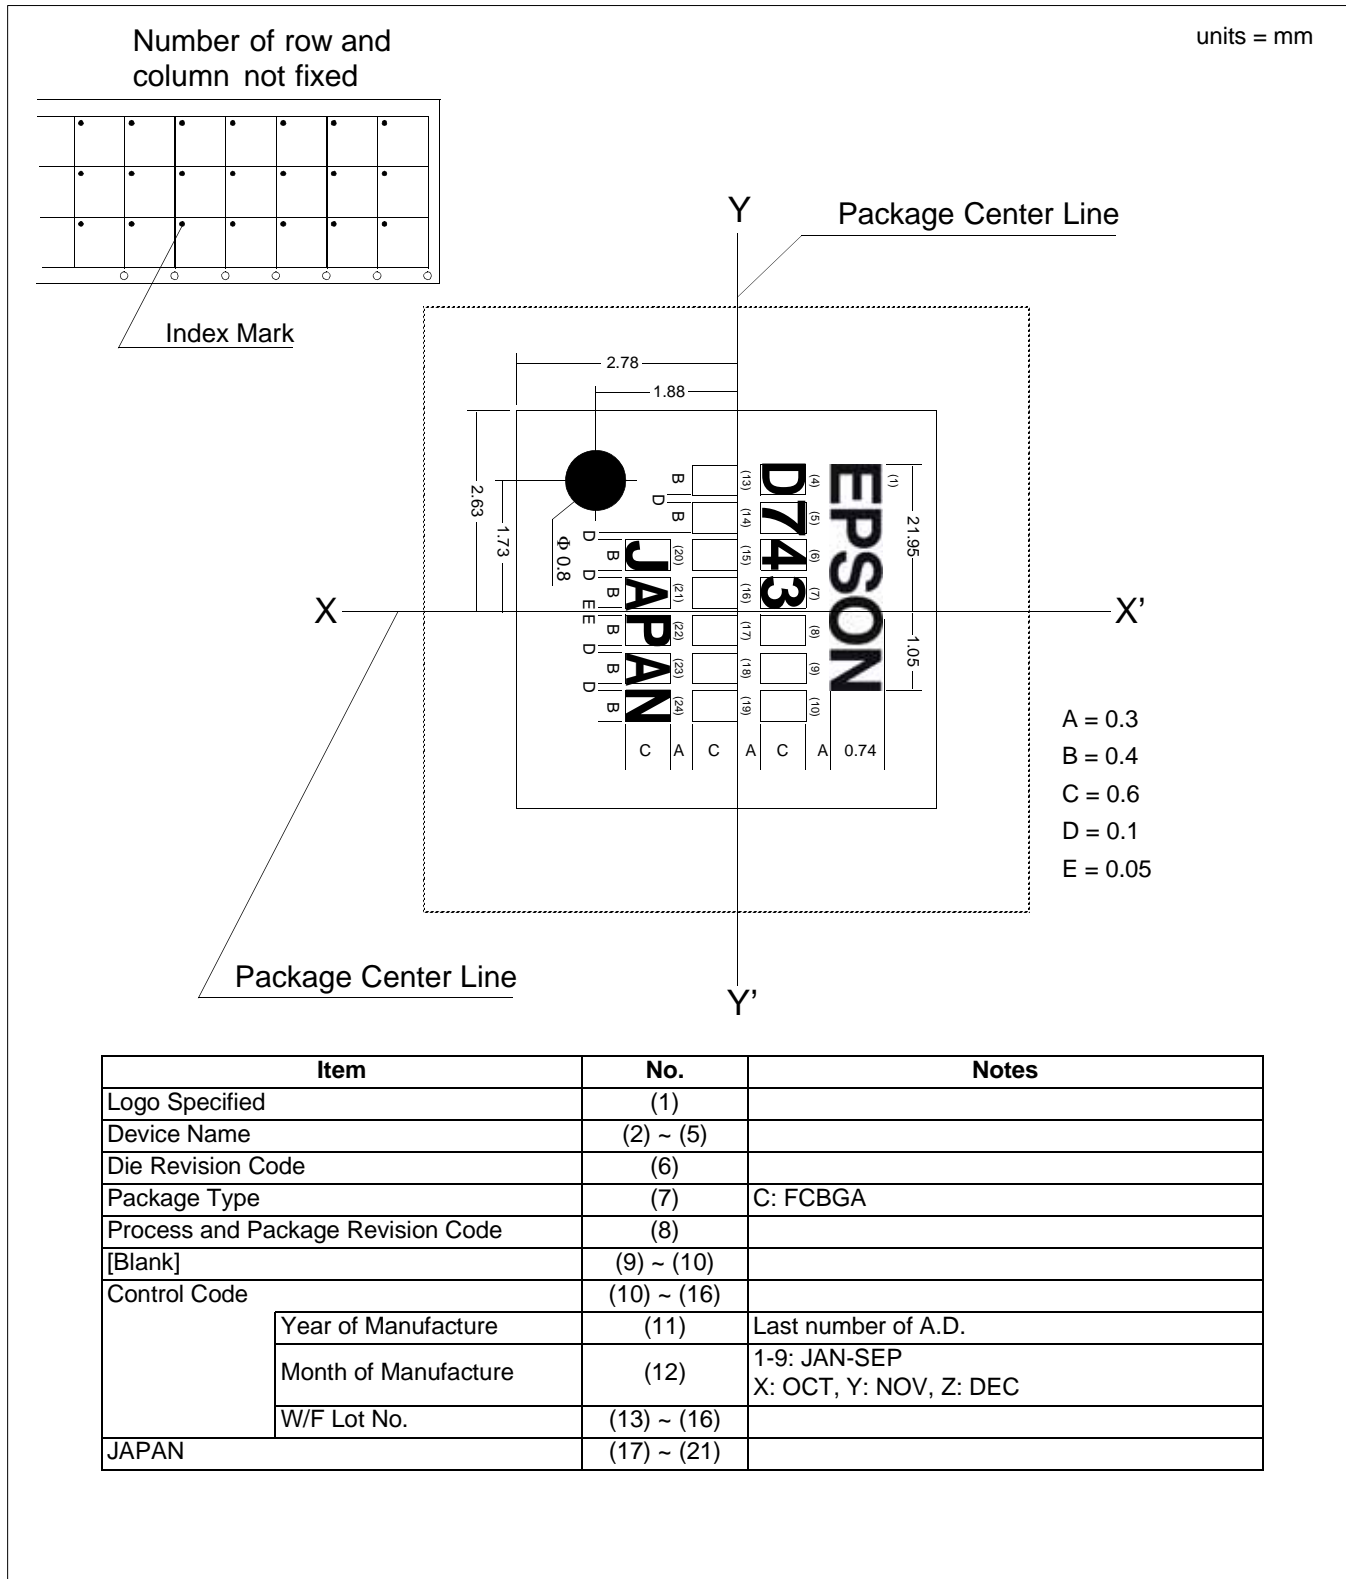 Number of row and
column not fixed
units = mm
Index Mark
Y
Package Center Line
2.78
1.88
2.63
1.73
Φ 0.8
B
D
B
D
B
D
B
E
B
D
B
D
B
JAPAN
(20)
(21)
(22)
(23)
(24)
(13)
(14)
(15)
(16)
(17)
(18)
(19)
D743
(4)
(5)
(6)
(7)
(8)
(9)
(10)
EPSON
(1)
21.95
1.05
X
X'
C A C A C A 0.74
A = 0.3
B = 0.4
C = 0.6
D = 0.1
E = 0.05
Package Center Line
Y'
Item No. Notes
Logo Specified (1)
Device Name (2) ~ (5)
Die Revision Code (6)
Package Type (7) C: FCBGA
Process and Package Revision Code (8)
[Blank] (9) ~ (10)
Control Code (10) ~ (16)
Year of Manufacture (11) Last number of A.D.
Month of Manufacture (12) 1-9: JAN-SEP
X: OCT, Y: NOV, Z: DEC
W/F Lot No. (13) ~ (16)
JAPAN (17) ~ (21)